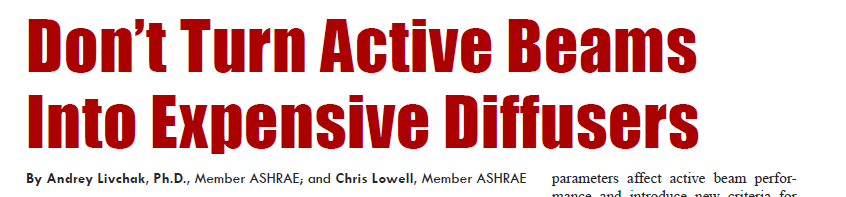 Don't Turn Active Beams
Into Expensive Diffusers
By Andrey Livchak, Ph.D., Member ASHRAE; and Chris Lowell, Member ASHRAE
parameters affect active beam perfor-
mance and introduce new criteria for